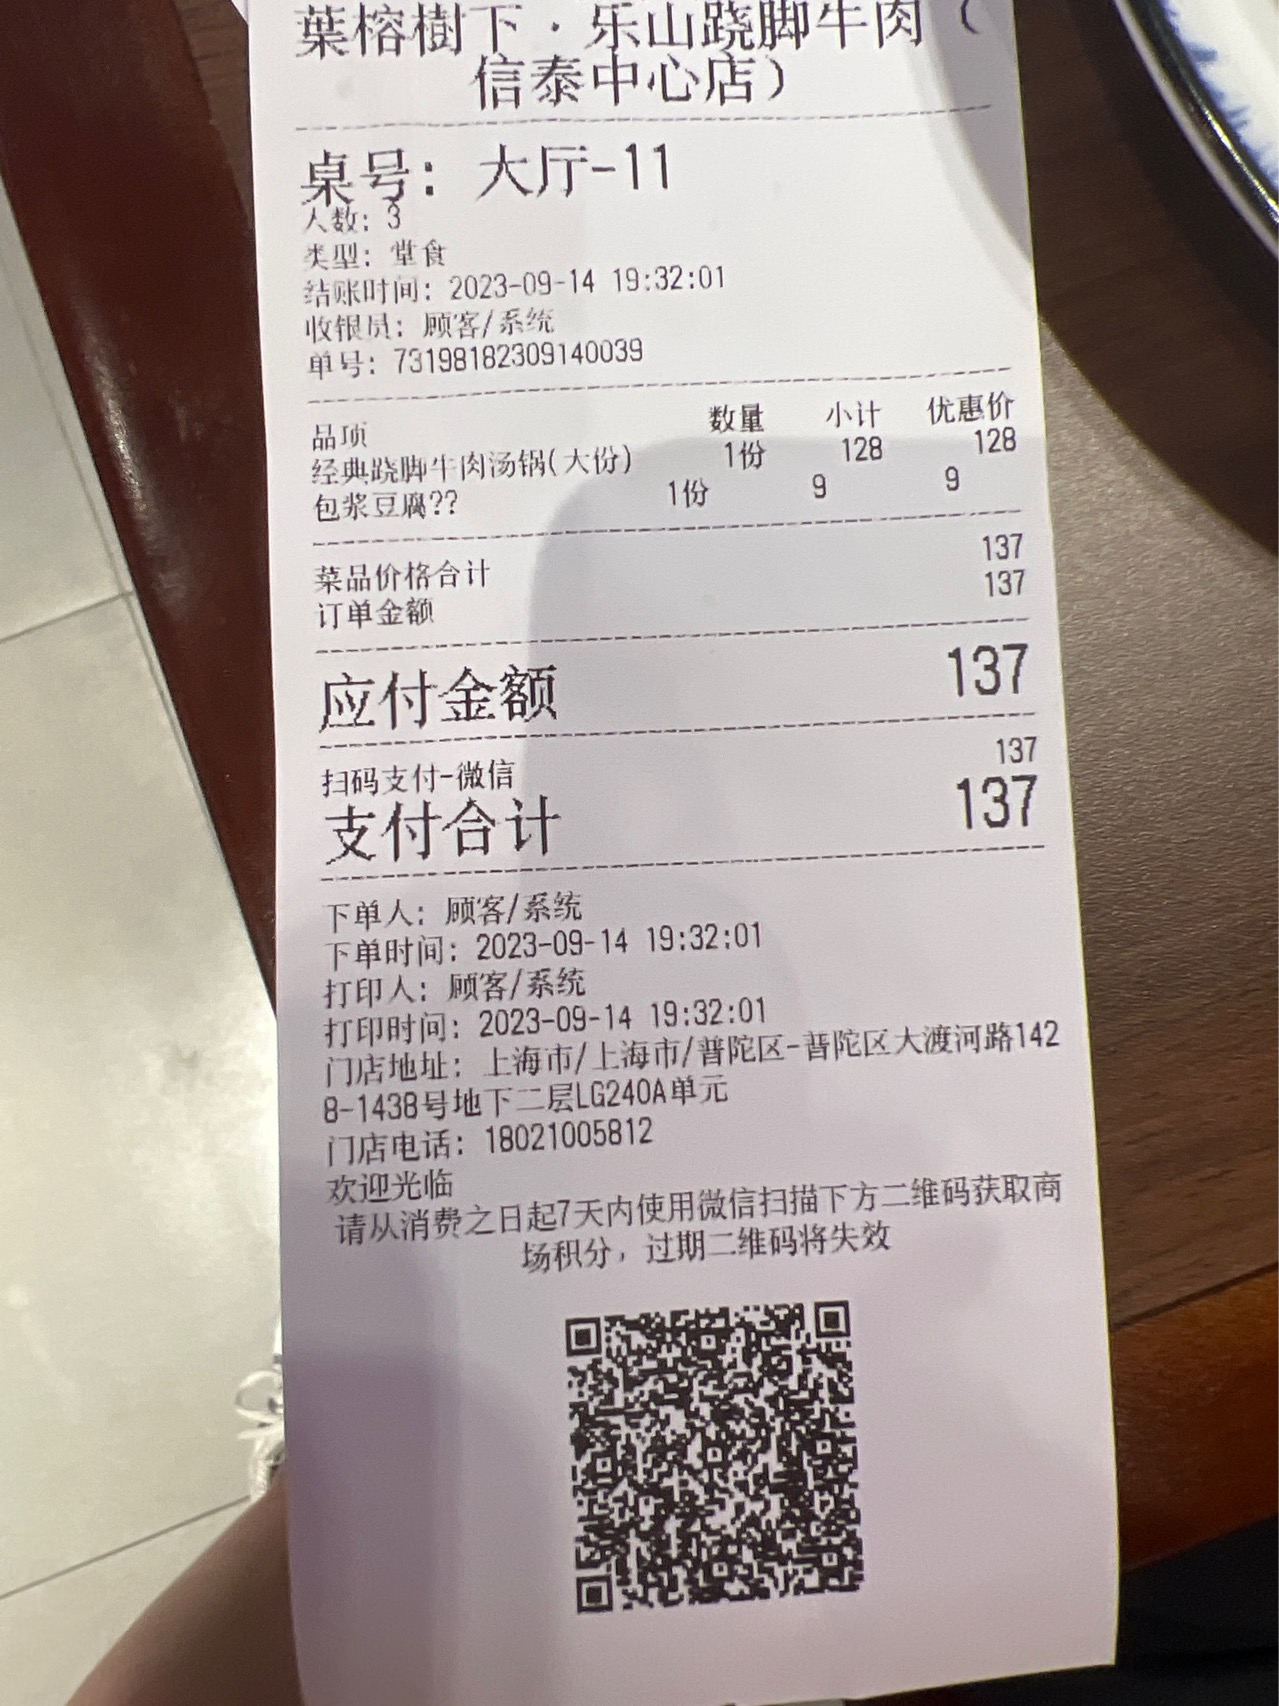 葉榕樹下·乐山跷脚牛肉（
信泰中心店）
桌号：大厅-11
人数：3
类型：堂食
结账时间：2023-09-14 19:32:01
收银员：顾客/系统
单号：73198182309140039
品项 数量 小计 优惠价
经典跷脚牛肉汤锅(大份) 1份 128 128
包浆豆腐?? 1份 9 9
菜品价格合计 137
订单金额 137
应付金额 137
扫码支付-微信 137
支付合计 137
下单人：顾客/系统
下单时间：2023-09-14 19:32:01
打印人：顾客/系统
打印时间：2023-09-14 19:32:01
门店地址：上海市/上海市/普陀区-普陀区大渡河路142
8-1438号地下二层LG240A单元
门店电话：18021005812
欢迎光临
请从消费之日起7天内使用微信扫描下方二维码获取商
场积分，过期二维码将失效